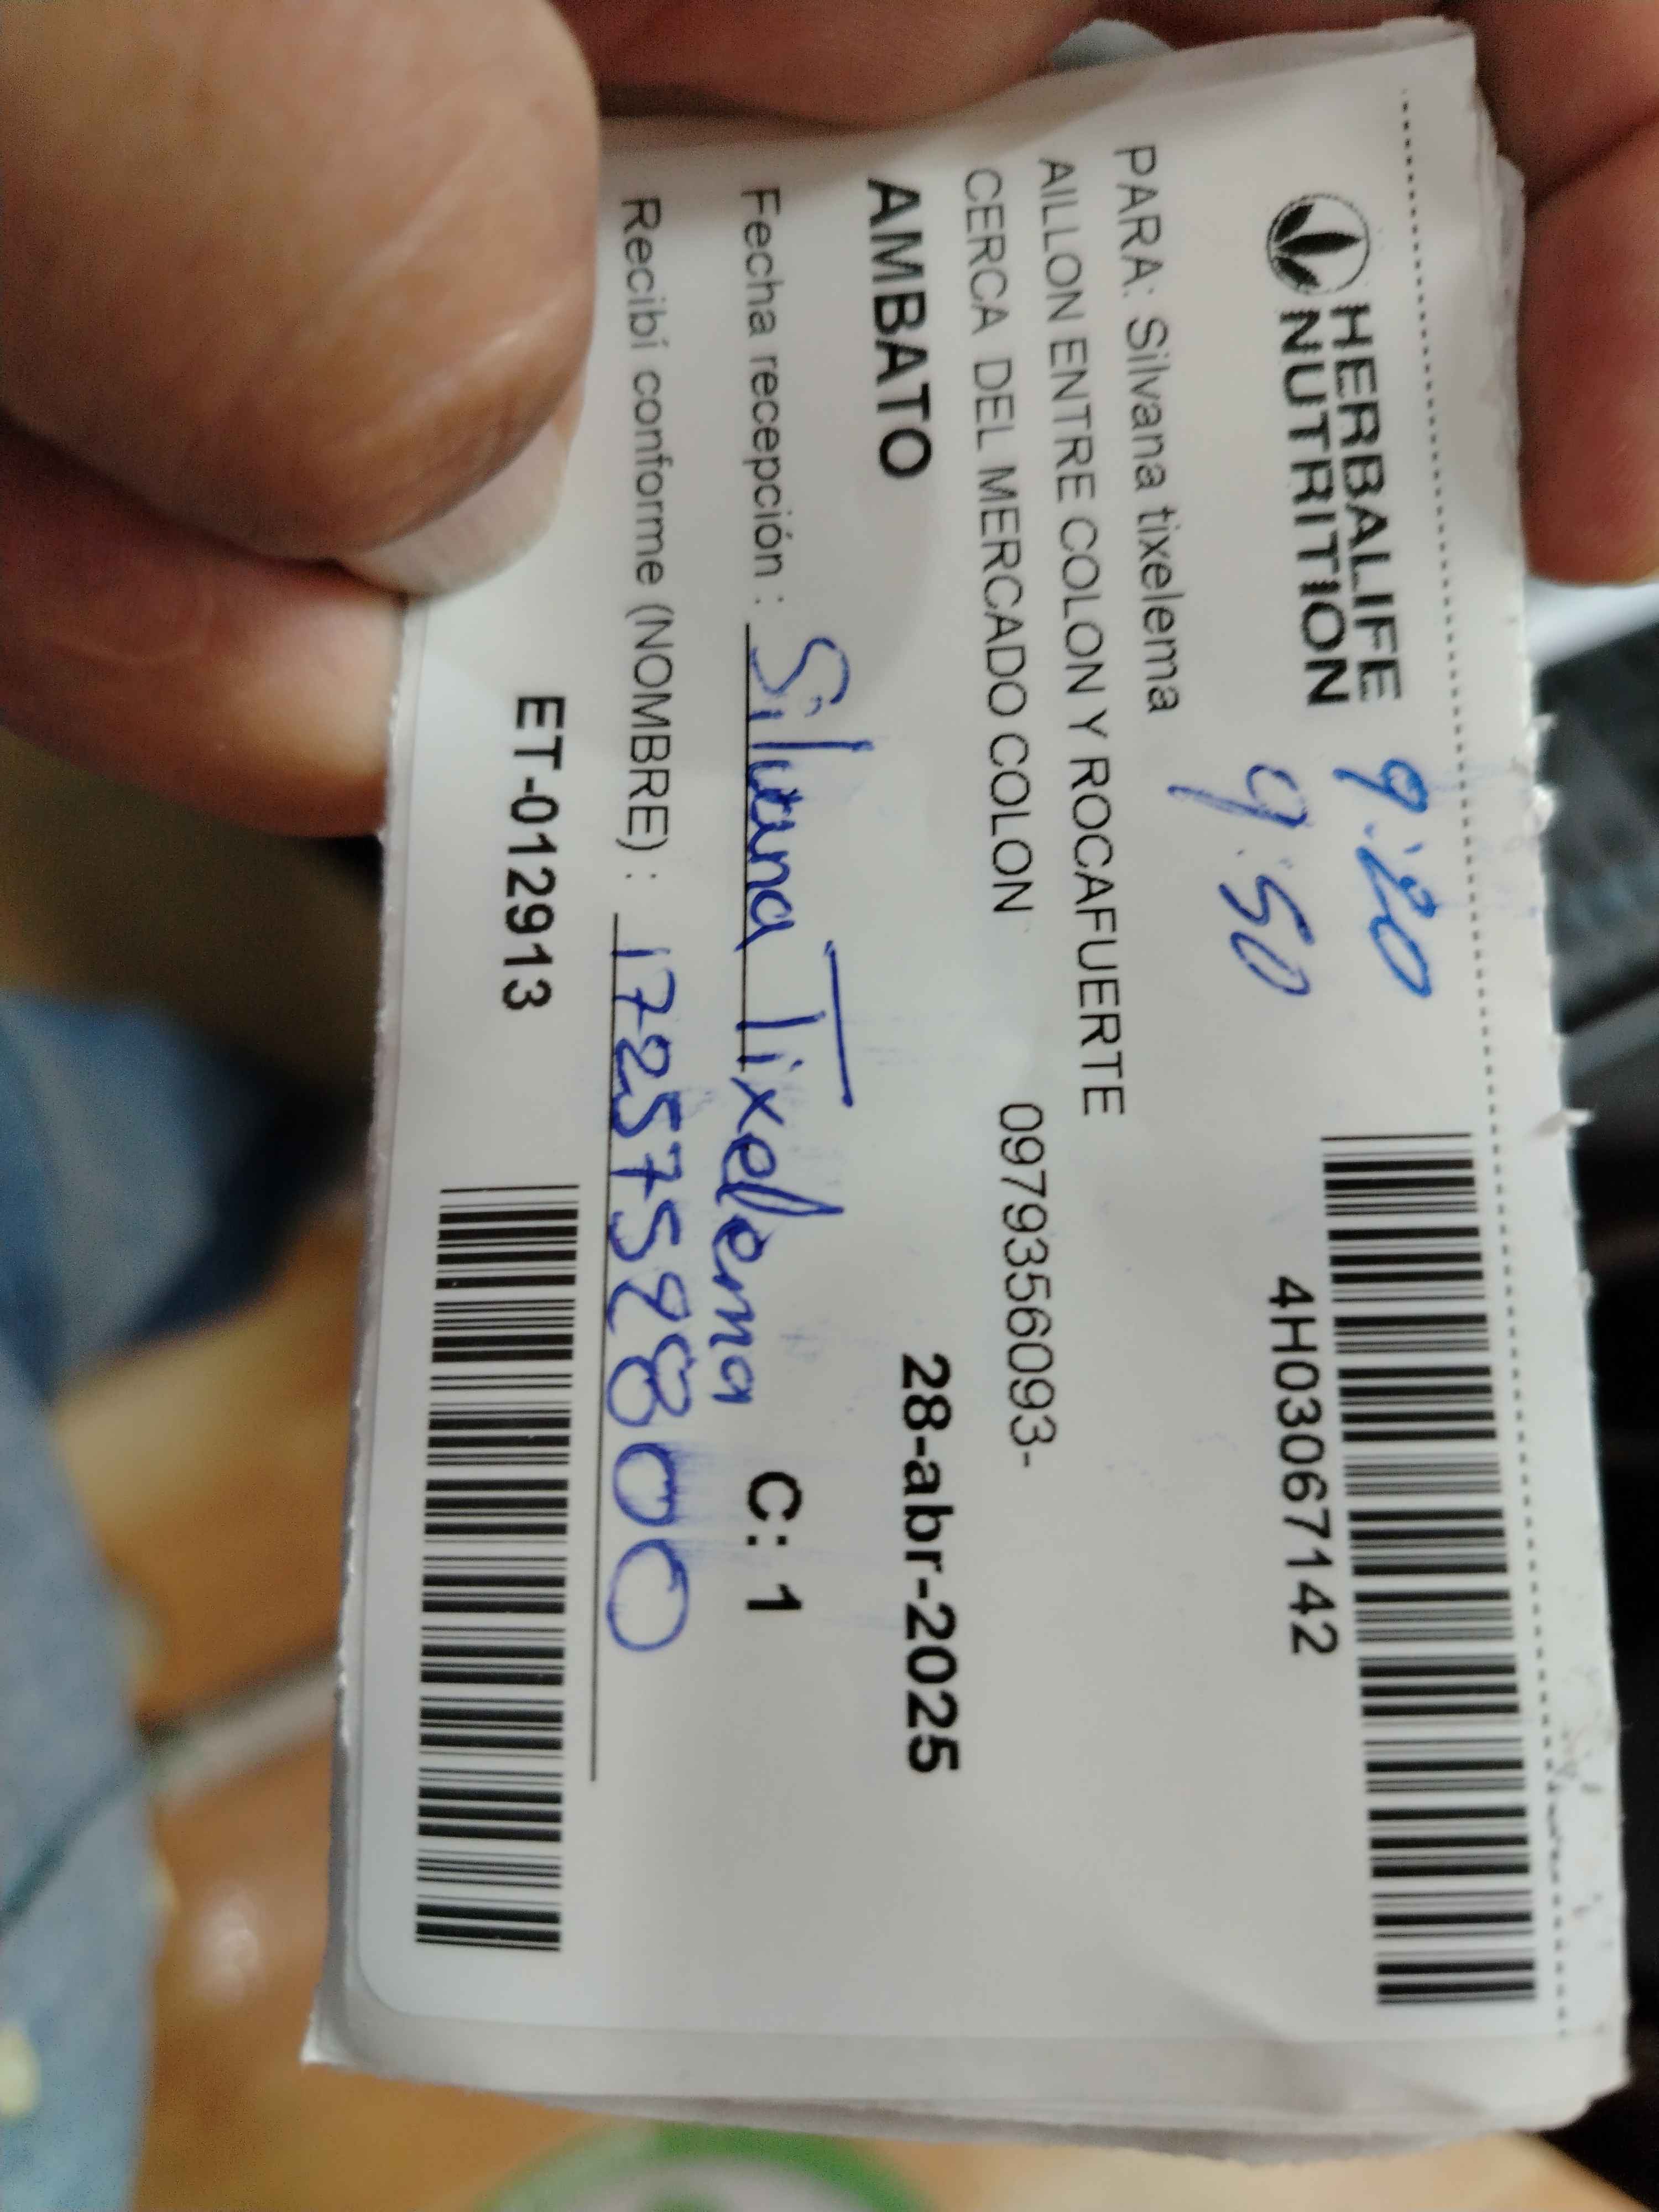 HERBALIFE
NUTRITION
9:20
9:50
4H03067142
PARA: Silvana tixelema
AILLON ENTRE COLON Y ROCAFUERTE
CERCA DEL MERCADO COLON 0979356093-
AMBATO 28-abr-2025
Fecha recepción : Silvana Tixelema C: 1
Recibí conforme (NOMBRE) : 1725752800
ET-012913